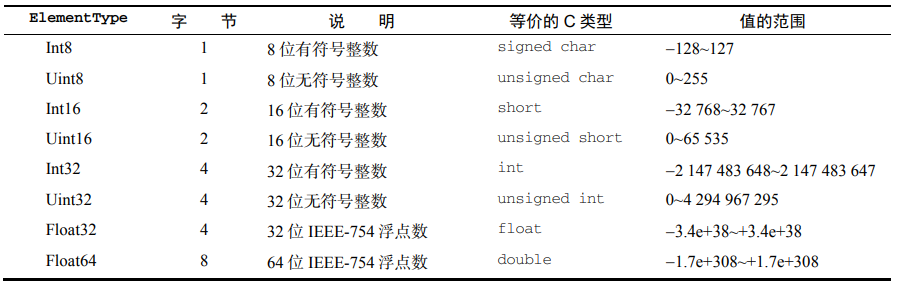 ElementType 字 节 说 明 等价的 C 类型 值的范围
Int8 1 8 位有符号整数 signed char −128~127
Uint8 1 8 位无符号整数 unsigned char 0~255
Int16 2 16 位有符号整数 short −32 768~32 767
Uint16 2 16 位无符号整数 unsigned short 0~65 535
Int32 4 32 位有符号整数 int −2 147 483 648~2 147 483 647
Uint32 4 32 位无符号整数 unsigned int 0~4 294 967 295
Float32 4 32 位 IEEE-754 浮点数 float −3.4e+38~+3.4e+38
Float64 8 64 位 IEEE-754 浮点数 double −1.7e+308~+1.7e+308